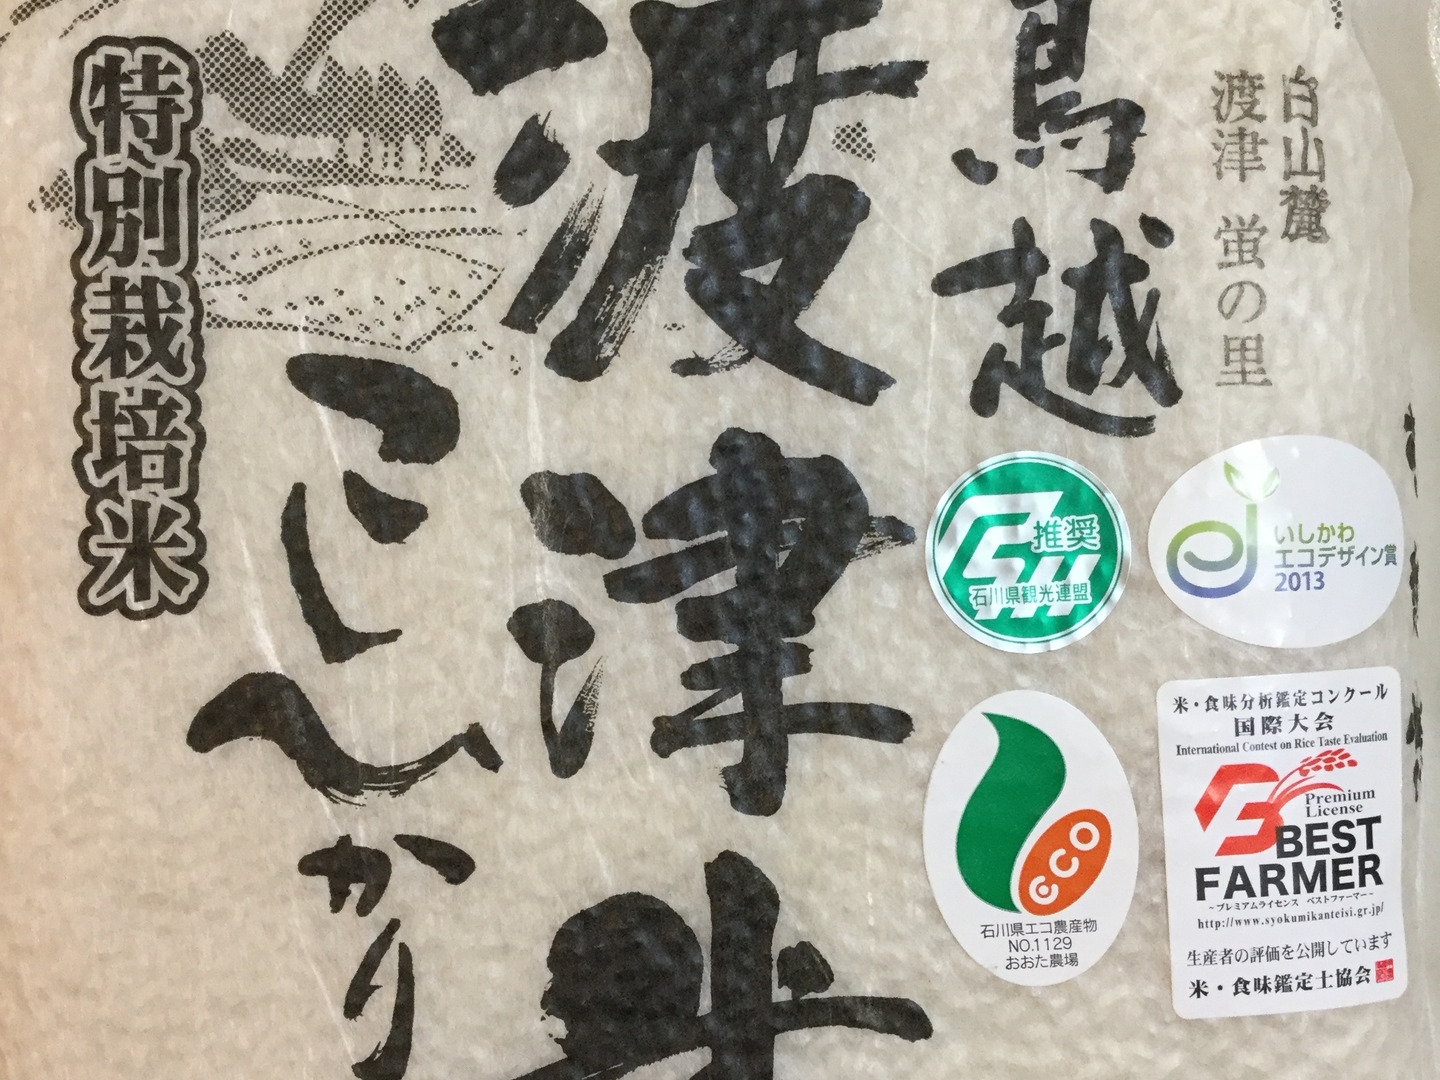 白山麓
渡津 蛍の里
鳥越
渡津米
こしひかり
特別栽培米
推奨
石川県観光連盟
いしかわ
エコデザイン賞
2013
eco
石川県エコ農産物
NO.1129
おおた農場
米・食味分析鑑定コンクール
国際大会
International Contest on Rice Taste Evaluation
Premium
License
BEST
FARMER
~プレミアムライセンス ベストファーマー~
http://www.syokumikanteisi.gr.jp/
生産者の評価を公開しています
米・食味鑑定士協会